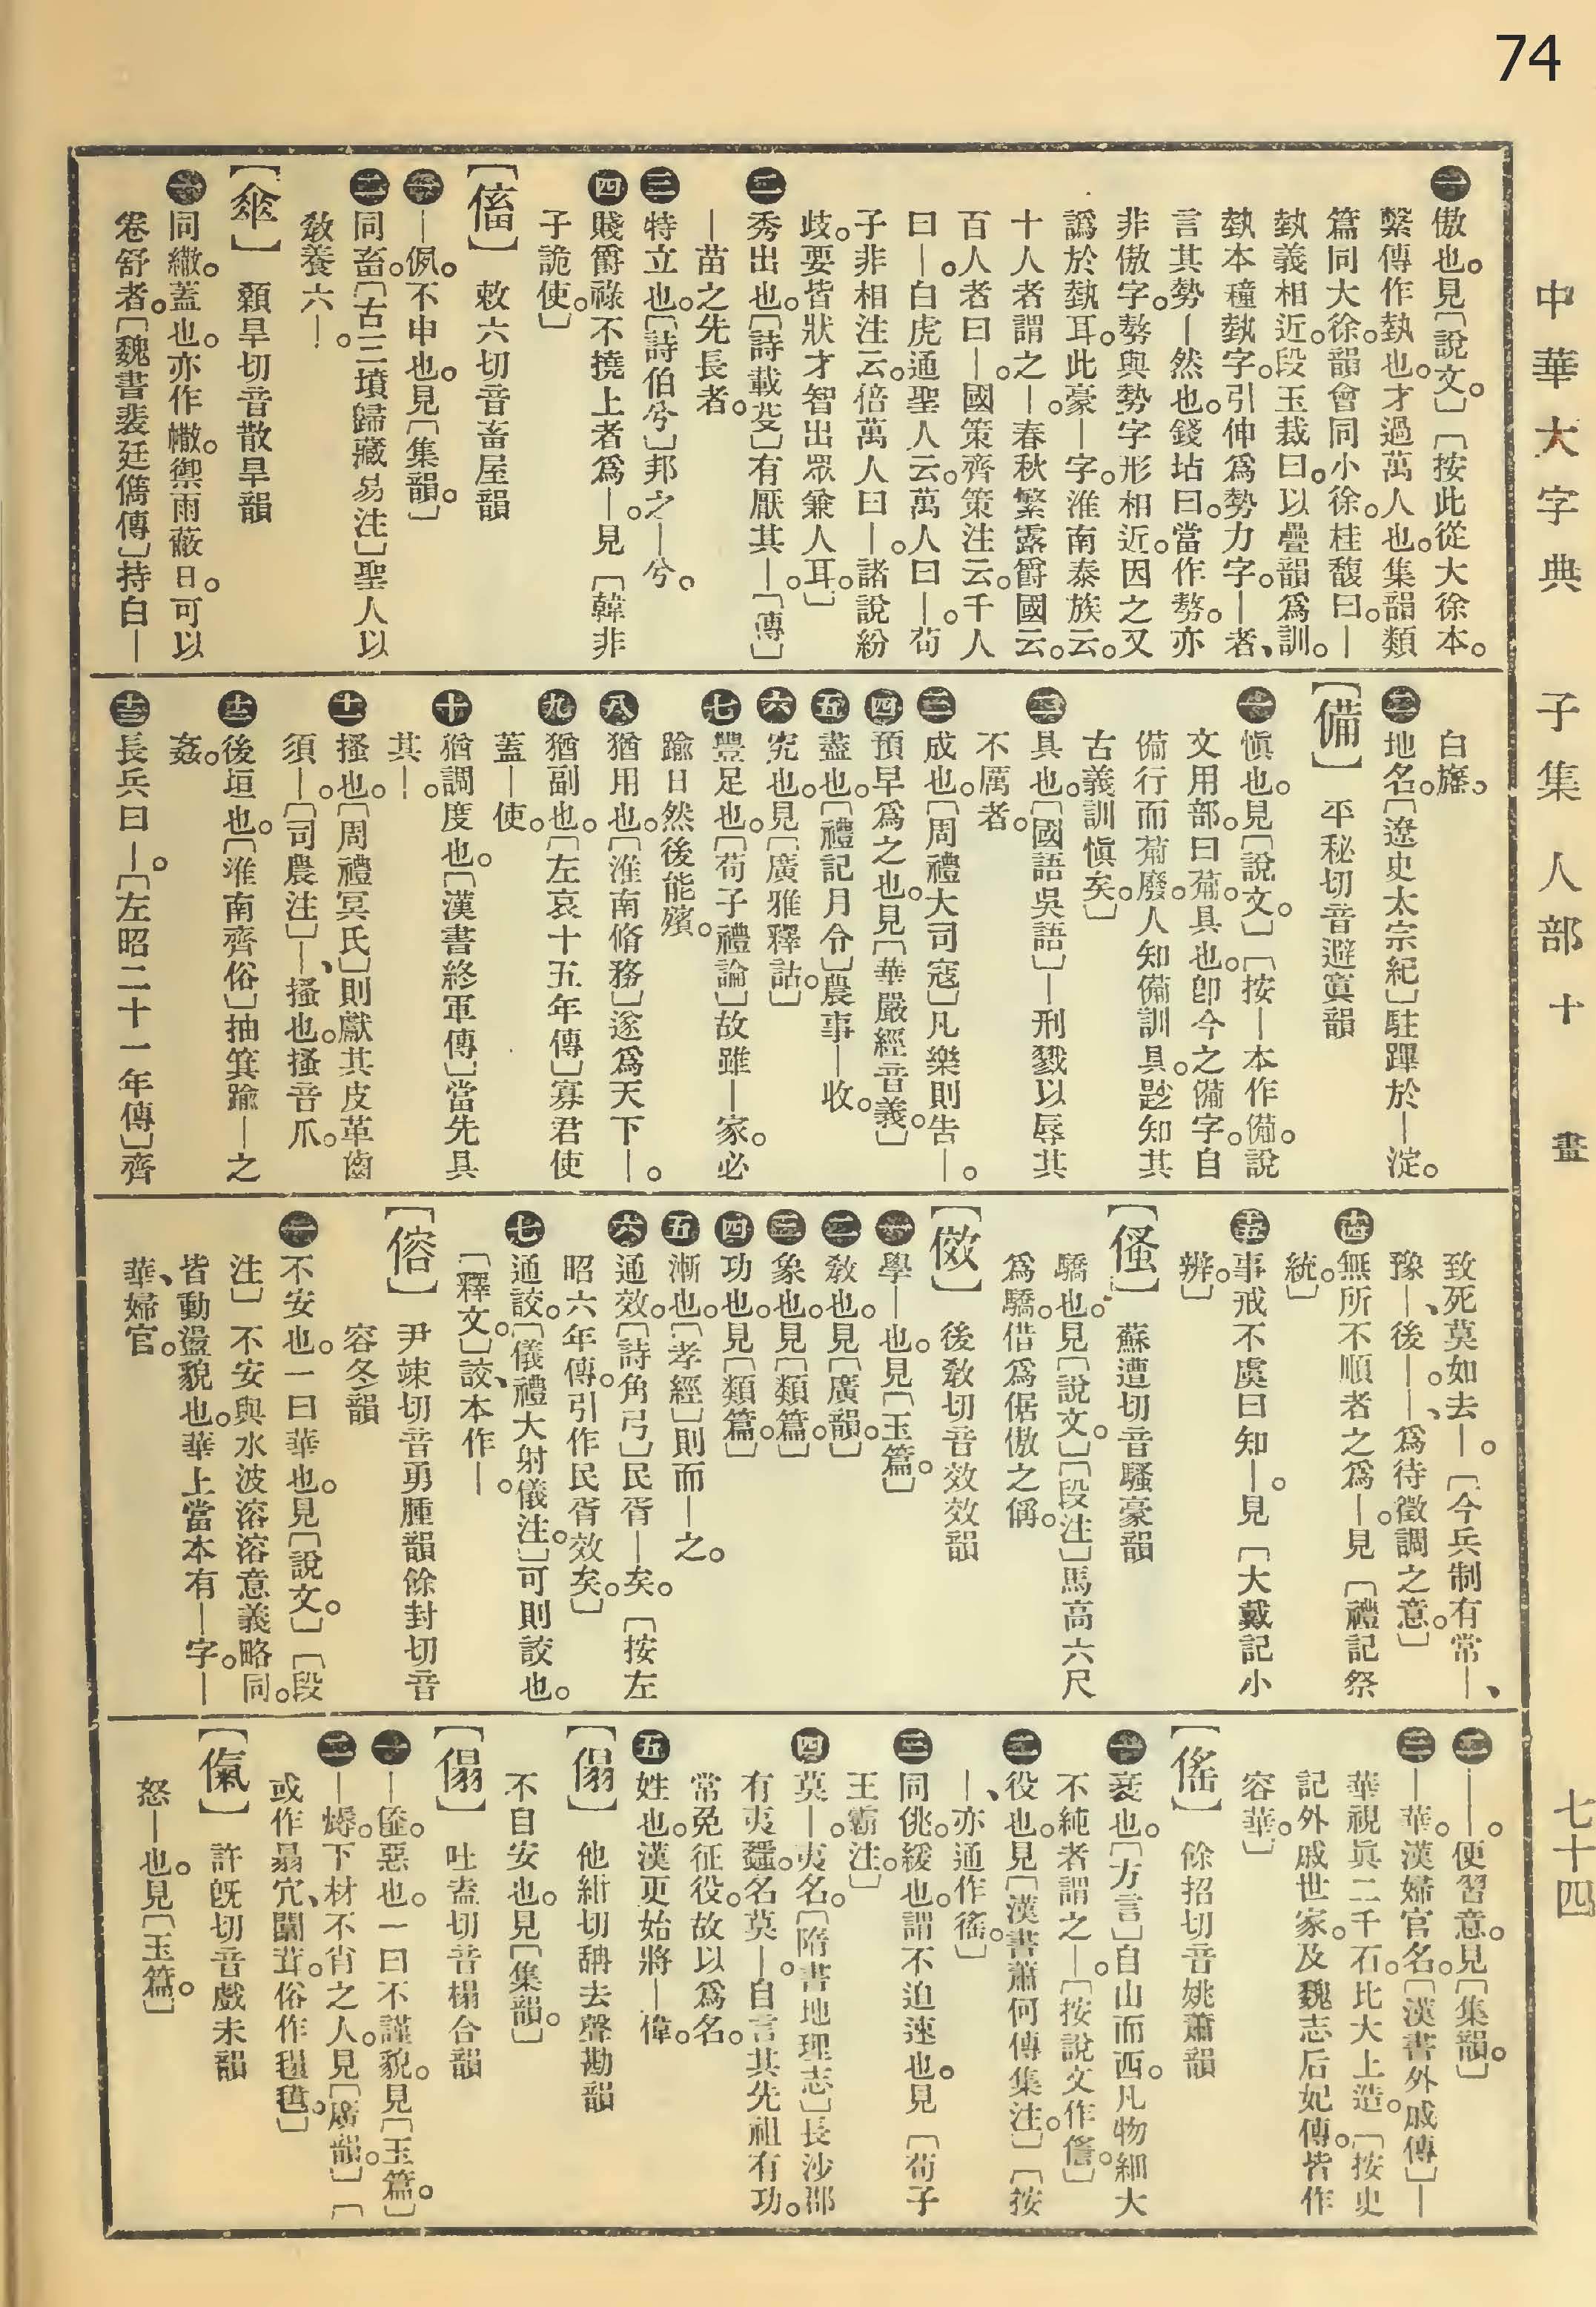 74
中華大字典 子集 人部 十畫 七十四
㊀傲也。見〔說文。〕〔按此從大徐本。
繫傳作埶也。才過萬人也。集韻類
篇同大徐。韻會同小徐。桂馥曰。—
埶義相近。段玉裁曰。以疊韻爲訓。
埶本穜埶字。引伸爲勢力字。—者、
言其勢—然也。錢坫曰。當作勢。亦
非傲字。勢與勢字形相近。因之又
譌於埶耳。此豪—字。淮南泰族云。
十人者謂之—。春秋繁露爵國云。
百人者曰—。國策齊策注云。千人
曰—。白虎通聖人云。萬人曰—。荀
子非相注云。倍萬人曰—。諸說紛
歧。要皆狀才智出眾兼人耳。〕
㊁秀出也。〔詩載芟〕有厭其—。〔傳〕
—苗之先長者。
㊂特立也。〔詩伯兮〕邦之—兮。
㊃賤爵祿不撓上者爲—。見〔韓非
子詭使。〕
〔傗〕 敕六切音畜屋韻
㊀—佩。不申也。見〔集韻。〕
㊁同畜。〔古三墳歸藏易注〕聖人以
敎養六—。
〔傘〕 顙旱切音散旱韻
㊀同繖。蓋也。亦作㡇。禦雨蔽日。可以
卷舒者。〔魏書裴廷儁傳〕持白—
白旛。
㊁地名。〔遼史太宗紀〕駐蹕於—淀。
〔備〕 平秘切音避寘韻
㊀愼也。見〔說文。〕〔按—本作僃。說
文用部。曰𤰈。具也。卽今之僃字。自
備行而𤰈廢。人知備訓具。尟知其
古義訓愼矣。〕
㊁具也。〔國語吳語〕—刑戮以辱其
不厲者。
㊂成也。〔周禮大司寇〕凡樂則告—。
㊃預早爲之也。見〔華嚴經音義。〕
㊄盡也。〔禮記月令〕農事—收。
㊅究也。見〔廣雅釋詁。〕
㊆豐足也。〔荀子禮論〕故雖—家。必
踰日然後能殯。
㊇猶用也。〔淮南脩務〕遂爲天下—。
㊈猶副也。〔左哀十五年傳〕寡君使
蓋—使。
㊉猶調度也。〔漢書終軍傳〕當先具
其—。
⑪搔也。〔周禮冥氏〕則獻其皮革齒
須—。〔司農注〕—、搔也。搔音爪。
⑫後垣也。〔淮南齊俗〕抽箕踰—之
姦。
⑬長兵曰—。〔左昭二十一年傳〕齊
致死莫如去—。〔今兵制有常—、
豫—、後—。—、爲待徵調之意。〕
⑭無所不順者之爲—。見〔禮記祭
統。〕
⑮事戒不虞曰知—。見〔大戴記小
辨。〕
〔傁〕 蘇遭切音騷豪韻
驕也。見〔說文。〕〔段注〕馬高六尺
爲驕。借爲倨傲之偁。
〔傚〕 後敎切音效效韻
㊀學—也。見〔玉篇。〕
㊁敎也。見〔廣韻。〕
㊂象也。見〔類篇。〕
㊃功也。見〔類篇。〕
㊄漸也。〔孝經〕則而—之。
㊅通效。〔詩角弓〕民胥—矣。〔按左
昭六年傳。引作民胥效矣。〕
㊆通詨。〔儀禮大射儀注。〕可則詨也。
〔釋文。〕詨、本作—。
〔傛〕 尹竦切音勇腫韻餘封切音
容冬韻
㊀不安也。一曰華也。見〔說文。〕〔段
注〕不安與水波溶溶意義略同。
皆動盪貌也。華上當本有—字。—
華、婦官。
㊁——。便習意。見〔集韻。〕
㊂—華。漢婦官名。〔漢書外戚傳〕—
華視眞二千石。比大上造。〔按史
記外戚世家。及魏志后妃傳。皆作
容華。〕
〔傜〕 餘招切音姚蕭韻
㊀袤也。〔方言〕自山而西。凡物細大
不純者謂之—。〔按說文作㑾。〕
㊁役也。見〔漢書蕭何傳集注。〕〔按
—、亦通作徭。〕
㊂同佻。緩也。謂不迫速也。見〔荀子
王霸注。〕
㊃莫—。夷名。〔隋書地理志〕長沙郡
有夷蜑。名莫—。自言其先祖有功。
常免征役。故以爲名。
㊄姓也。漢更始將—偉。
〔傝〕 他紺切䑙去聲勘韻
不自安也。見〔集韻。〕
〔傝〕 吐盍切音榻合韻
㊀—㒎。惡也。一曰不謹貌。見〔玉篇。〕
㊁—㒓。下材不肖之人。見〔廣韻。〕〔
或作㬥宂、闒茸。俗作毾𣰆。〕
〔㑶〕 許旣切音戲未韻
怒—也。見〔玉篇。〕